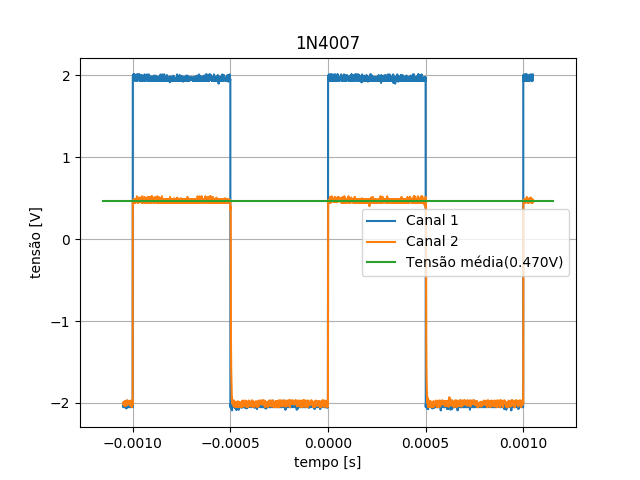 1N4007
2
1
0
−1
−2
tensão [V]
Canal 1
Canal 2
Tensão média(0.470V)
−0.0010 −0.0005 0.0000 0.0005 0.0010
tempo [s]